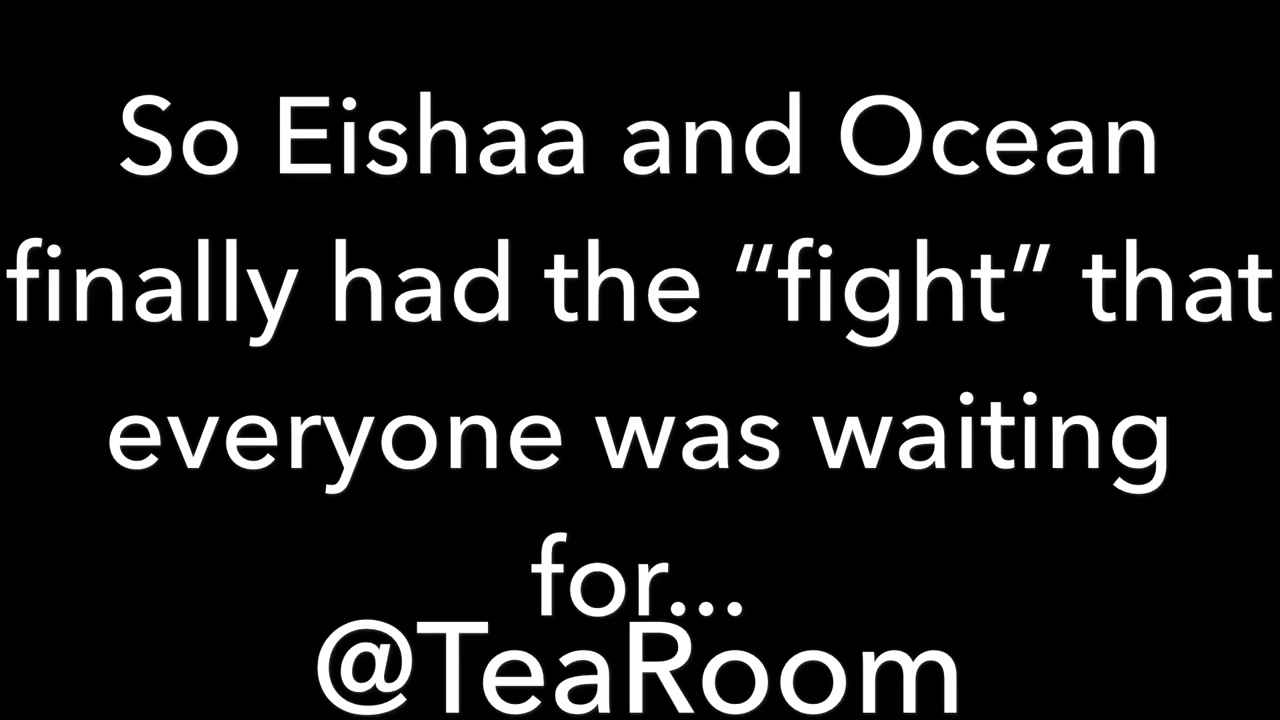 So Eishaa and Ocean
finally had the “fight” that
everyone was waiting
for...
@TeaRoom